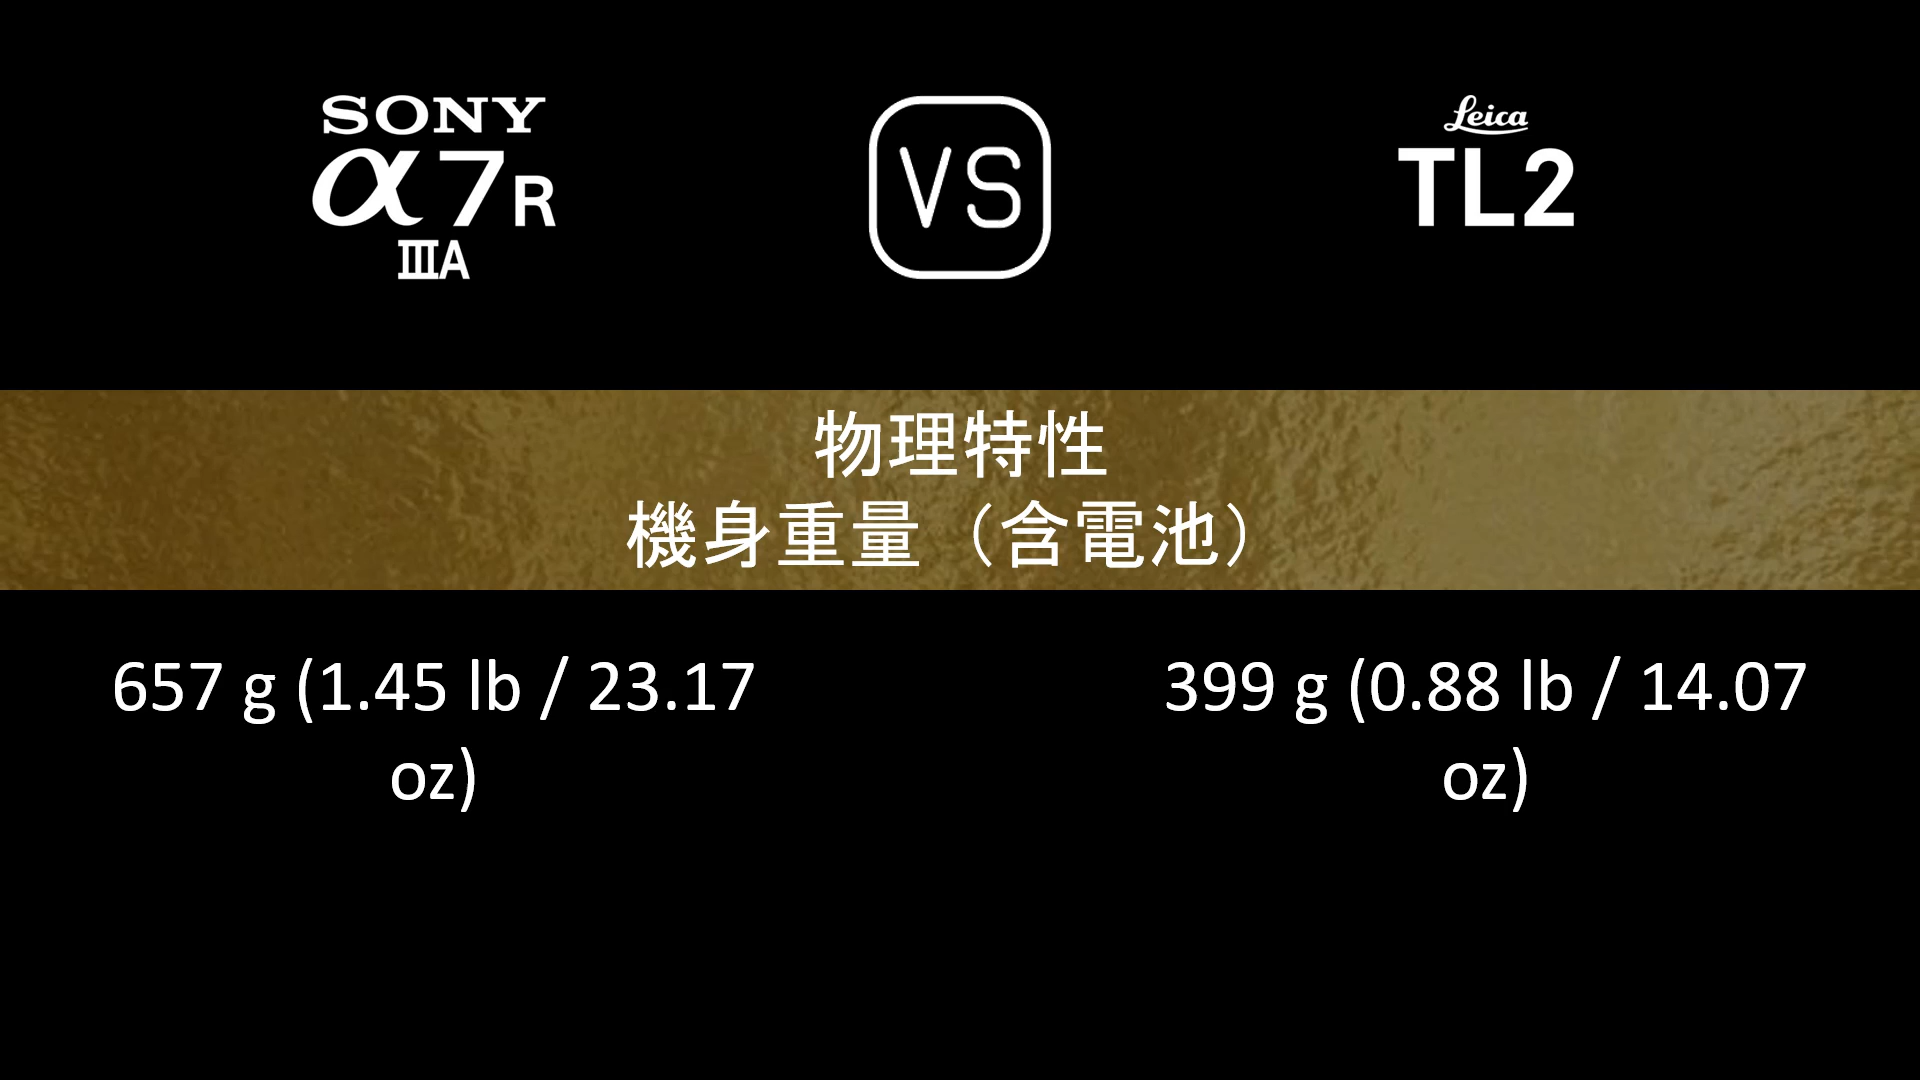 SONY
α7R
IIIA
VS
Leica
TL2
物理特性
機身重量（含電池）
657 g (1.45 lb / 23.17
oz)
399 g (0.88 lb / 14.07
oz)